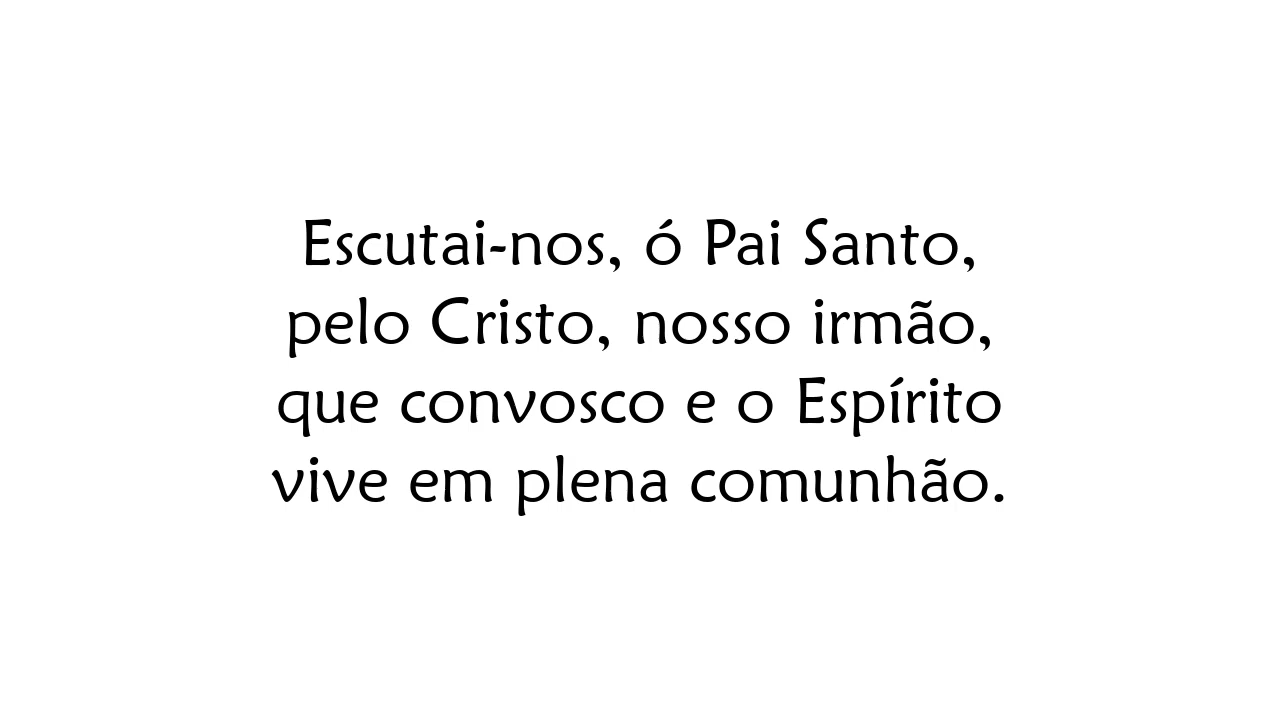 Escutai-nos, ó Pai Santo,
pelo Cristo, nosso irmão,
que convosco e o Espírito
vive em plena comunhão.